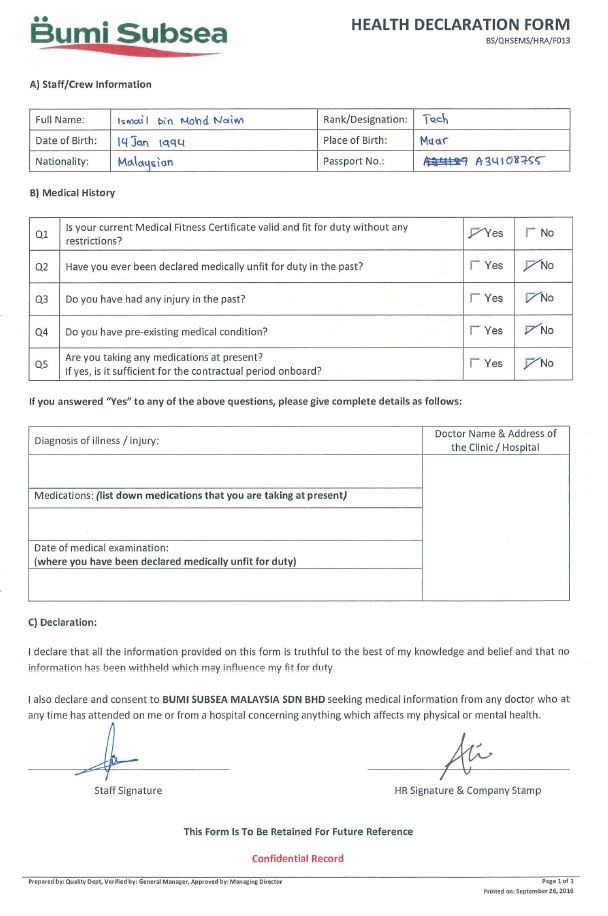 Bumi Subsea
HEALTH DECLARATION FORM
BS/QHSEMS/HRA/F013
A) Staff/Crew Information
Full Name: Ismail bin Mohd Naim Rank/Designation: Tech
Date of Birth: 14 Jan 1994 Place of Birth: Muar
Nationality: Malaysian Passport No.: A34108755
B) Medical History
Q1 Is your current Medical Fitness Certificate valid and fit for duty without any
restrictions? Yes No
Q2 Have you ever been declared medically unfit for duty in the past? Yes No
Q3 Do you have had any injury in the past? Yes No
Q4 Do you have pre-existing medical condition? Yes No
Q5 Are you taking any medications at present?
If yes, is it sufficient for the contractual period onboard? Yes No
If you answered “Yes” to any of the above questions, please give complete details as follows:
Diagnosis of illness / injury: Doctor Name & Address of
the Clinic / Hospital
Medications: (list down medications that you are taking at present)
Date of medical examination:
(where you have been declared medically unfit for duty)
C) Declaration:
I declare that all the information provided on this form is truthful to the best of my knowledge and belief and that no
information has been withheld which may influence my fit for duty.
I also declare and consent to BUMI SUBSEA MALAYSIA SDN BHD seeking medical information from any doctor who at
any time has attended on me or from a hospital concerning anything which affects my physical or mental health.
Staff Signature HR Signature & Company Stamp
This Form Is To Be Retained For Future Reference
Confidential Record
Prepared by: Quality Dept, Verified by: General Manager, Approved by: Managing Director Page 1 of 1
Printed on: September 26, 2016